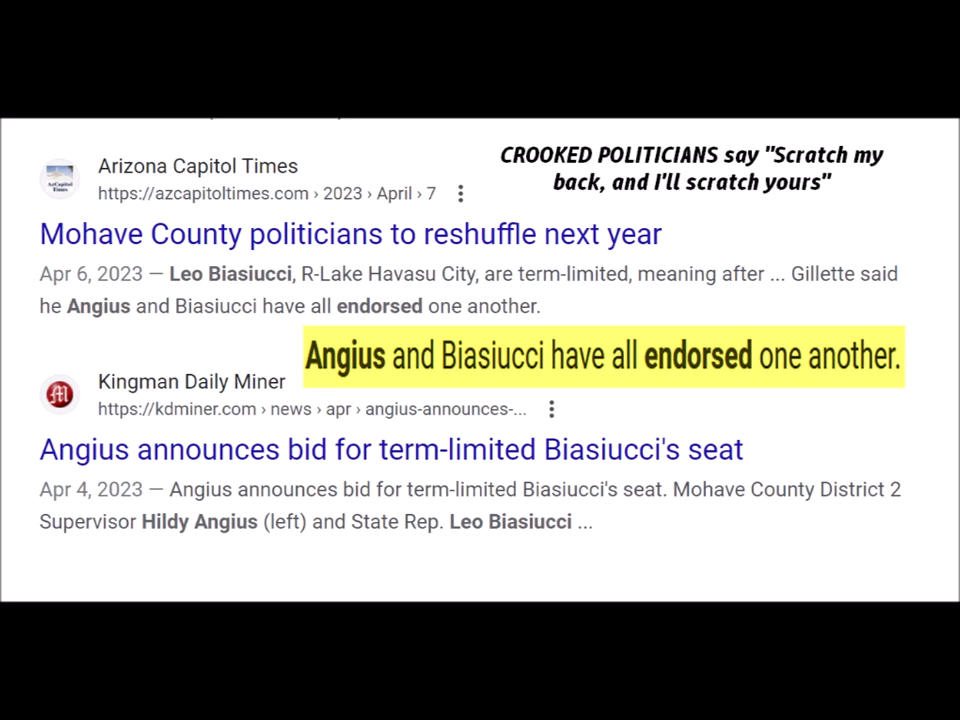 Arizona Capitol Times
https://azcapitoltimes.com › 2023 › April › 7
CROOKED POLITICIANS say "Scratch my
back, and I'll scratch yours"
Mohave County politicians to reshuffle next year
Apr 6, 2023 — Leo Biasiucci, R-Lake Havasu City, are term-limited, meaning after ... Gillette said
he Angius and Biasiucci have all endorsed one another.
Angius and Biasiucci have all endorsed one another.
Kingman Daily Miner
https://kdminer.com › news › apr › angius-announces-...
Angius announces bid for term-limited Biasiucci's seat
Apr 4, 2023 — Angius announces bid for term-limited Biasiucci's seat. Mohave County District 2
Supervisor Hildy Angius (left) and State Rep. Leo Biasiucci ...
AzCapitol
Times
M